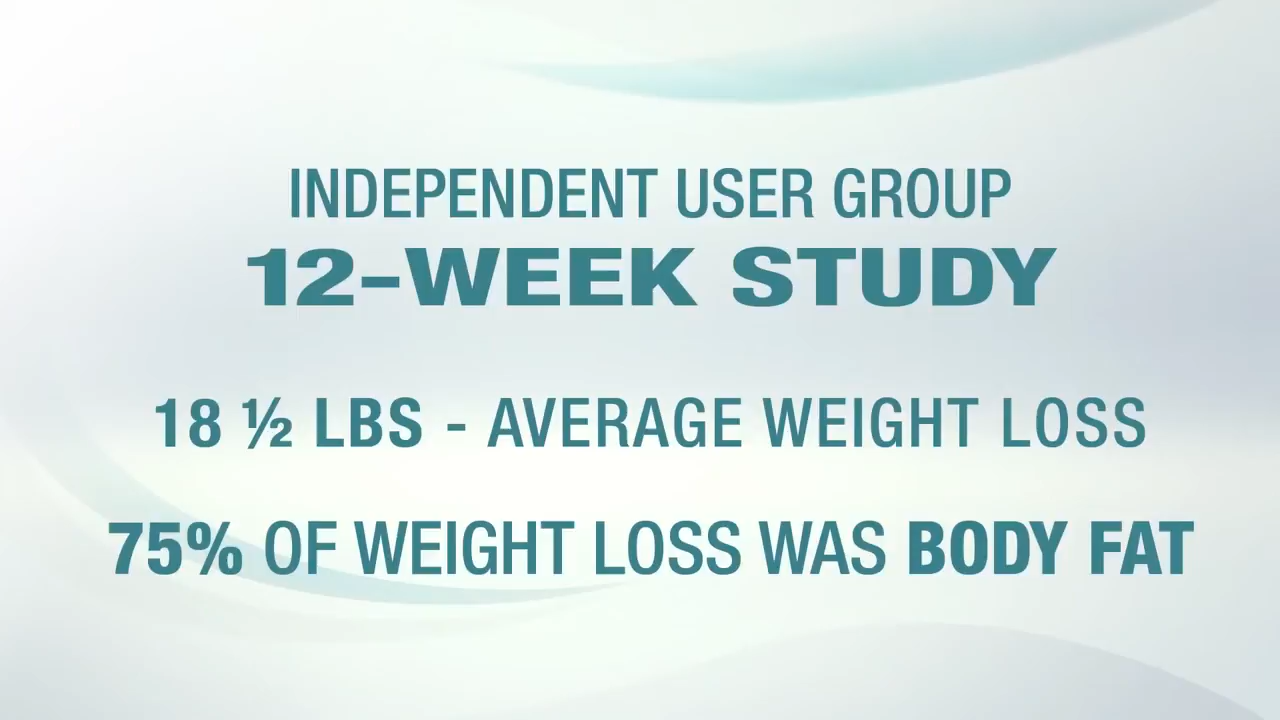 INDEPENDENT USER GROUP
12-WEEK STUDY
18 ½ LBS - AVERAGE WEIGHT LOSS
75% OF WEIGHT LOSS WAS BODY FAT